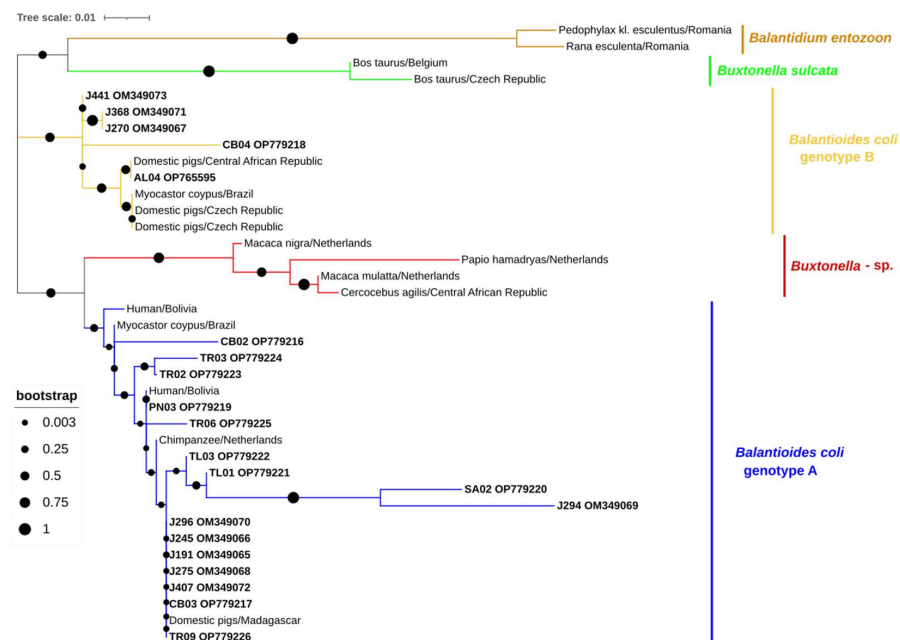 Tree scale: 0.01
Pedophylax kl. esculentus/Romania
Rana esculenta/Romania
Balantidium entozoon
Bos taurus/Belgium
Bos taurus/Czech Republic
Buxtonella sulcata
J441 OM349073
J368 OM349071
J270 OM349067
CB04 OP779218
Domestic pigs/Central African Republic
AL04 OP765595
Myocastor coypus/Brazil
Domestic pigs/Czech Republic
Domestic pigs/Czech Republic
Balantioides coli
genotype B
Macaca nigra/Netherlands
Papio hamadryas/Netherlands
Macaca mulatta/Netherlands
Cercocebus agilis/Central African Republic
Buxtonella - sp.
Human/Bolivia
Myocastor coypus/Brazil
CB02 OP779216
TR03 OP779224
TR02 OP779223
Human/Bolivia
PN03 OP779219
TR06 OP779225
Chimpanzee/Netherlands
TL03 OP779222
TL01 OP779221
SA02 OP779220
J294 OM349069
J296 OM349070
J245 OM349066
J191 OM349065
J275 OM349068
J407 OM349072
CB03 OP779217
Domestic pigs/Madagascar
TR09 OP779226
Balantioides coli
genotype A
bootstrap
0.003
0.25
0.5
0.75
1